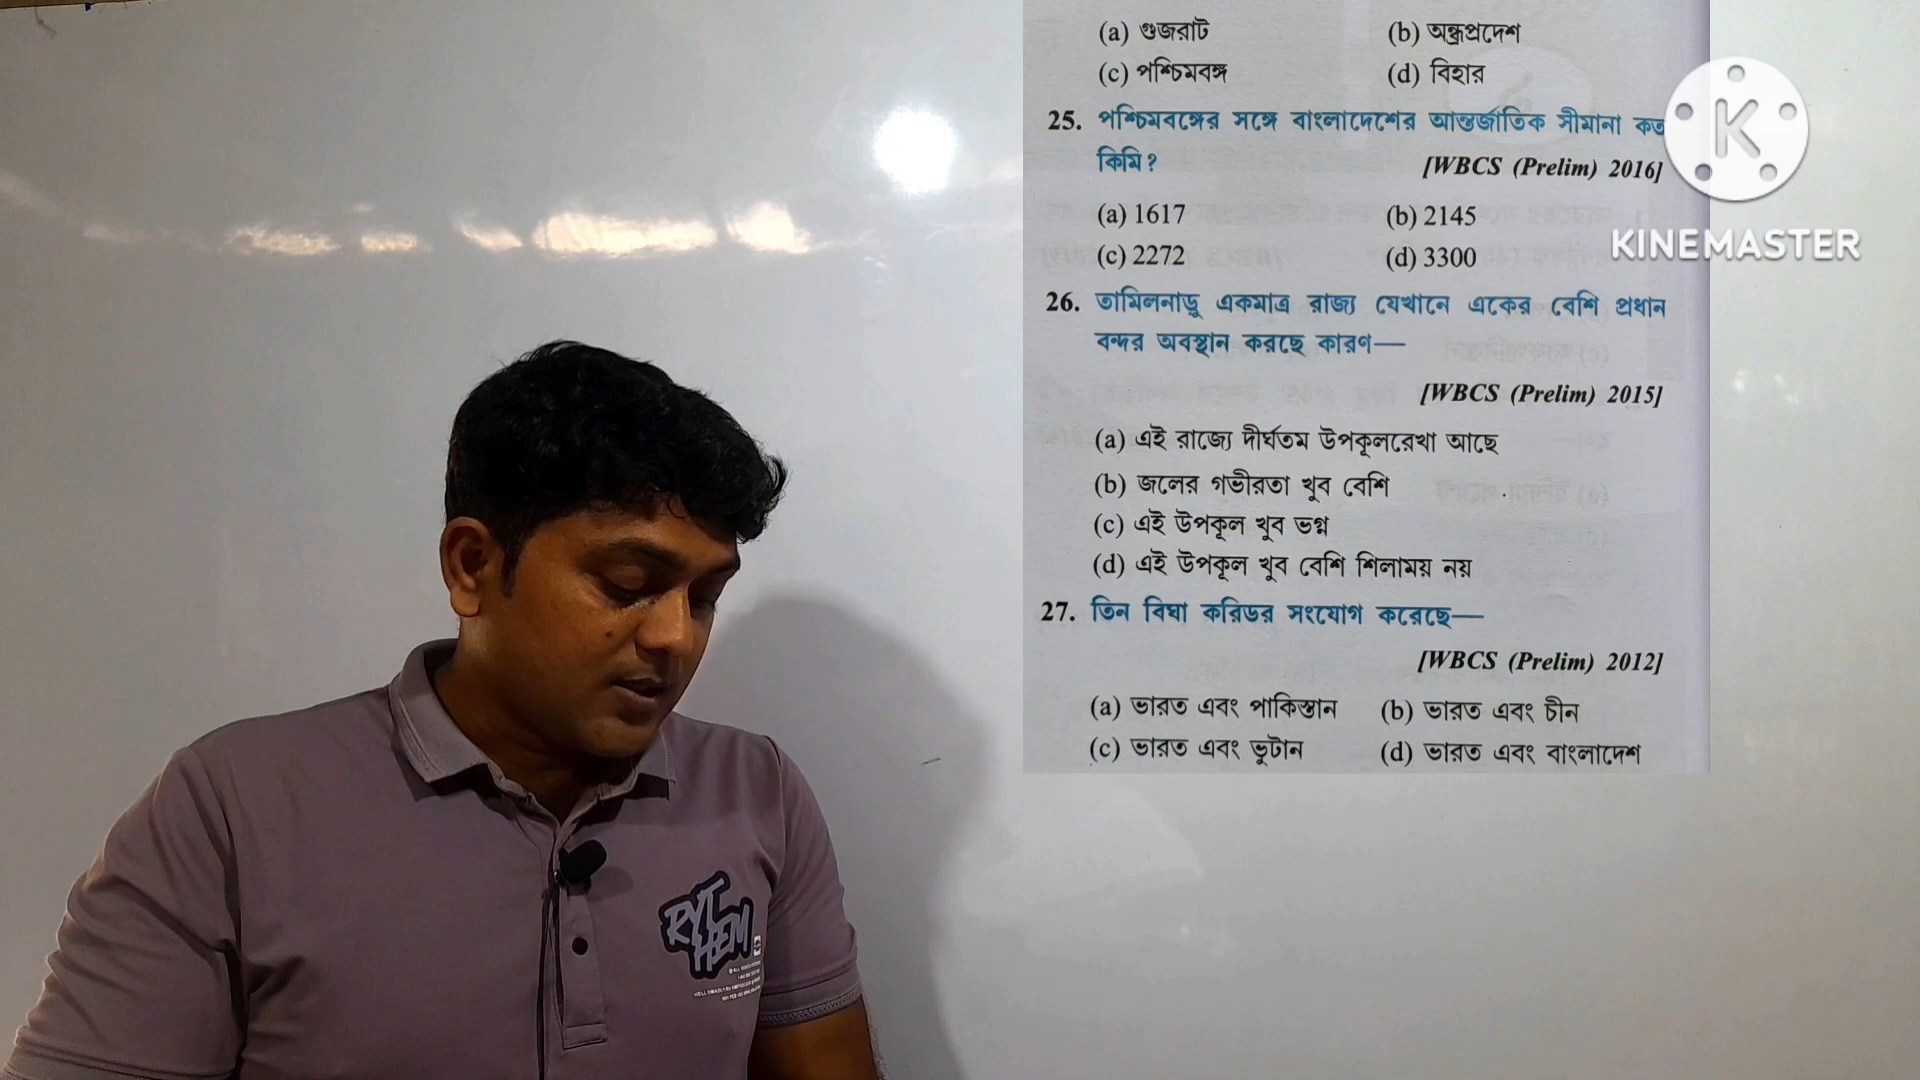 (a) গুজরাট (b) অন্ধ্রপ্রদেশ
(c) পশ্চিমবঙ্গ (d) বিহার
25. পশ্চিমবঙ্গের সঙ্গে বাংলাদেশের আন্তর্জাতিক সীমানা কত
কিমি? [WBCS (Prelim) 2016]
(a) 1617 (b) 2145
(c) 2272 (d) 3300
26. তামিলনাড়ু একমাত্র রাজ্য যেখানে একের বেশি প্রধান
বন্দর অবস্থান করছে কারণ—
[WBCS (Prelim) 2015]
(a) এই রাজ্যে দীর্ঘতম উপকূলরেখা আছে
(b) জলের গভীরতা খুব বেশি
(c) এই উপকূল খুব ভগ্ন
(d) এই উপকূল খুব বেশি শিলাময় নয়
27. তিন বিঘা করিডর সংযোগ করেছে—
[WBCS (Prelim) 2012]
(a) ভারত এবং পাকিস্তান (b) ভারত এবং চীন
(c) ভারত এবং ভুটান (d) ভারত এবং বাংলাদেশ
K
KINEMASTER
RYT
HEM